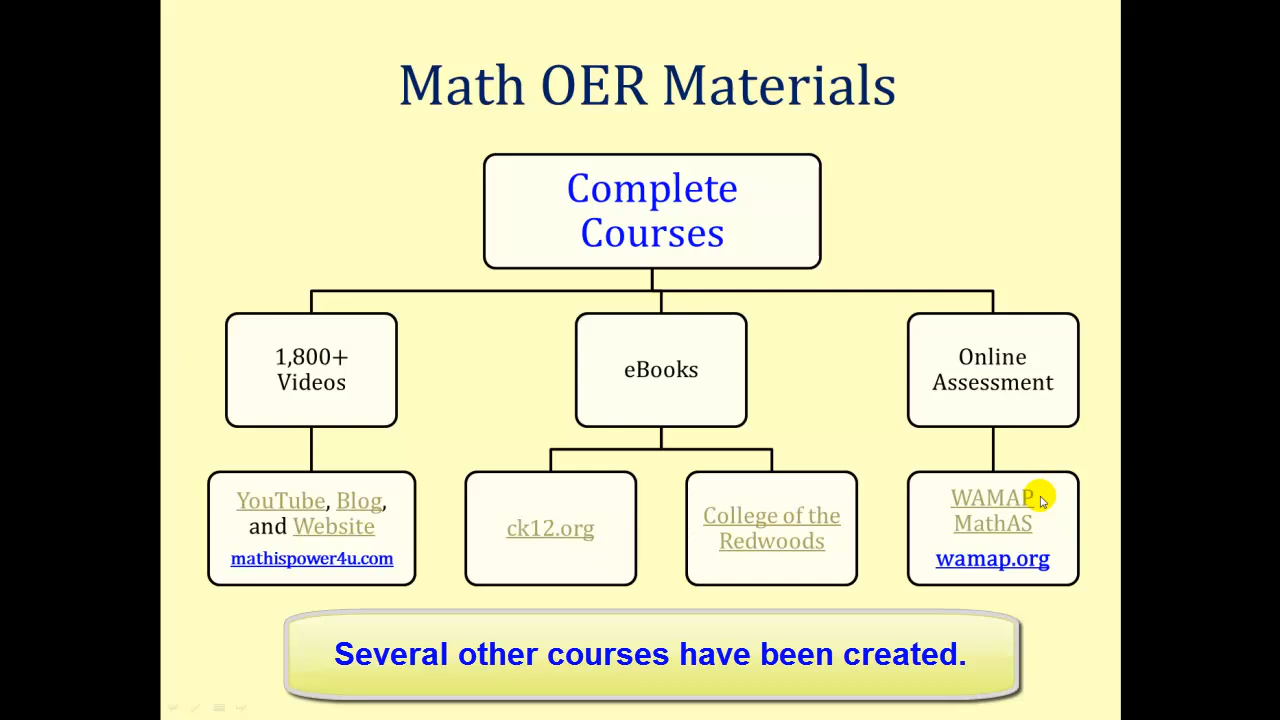 Math OER Materials
Complete
Courses
1,800+
Videos
eBooks
Online
Assessment
YouTube, Blog,
and Website
mathispower4u.com
ck12.org
College of the
Redwoods
WAMAP
MathAS
wamap.org
Several other courses have been created.